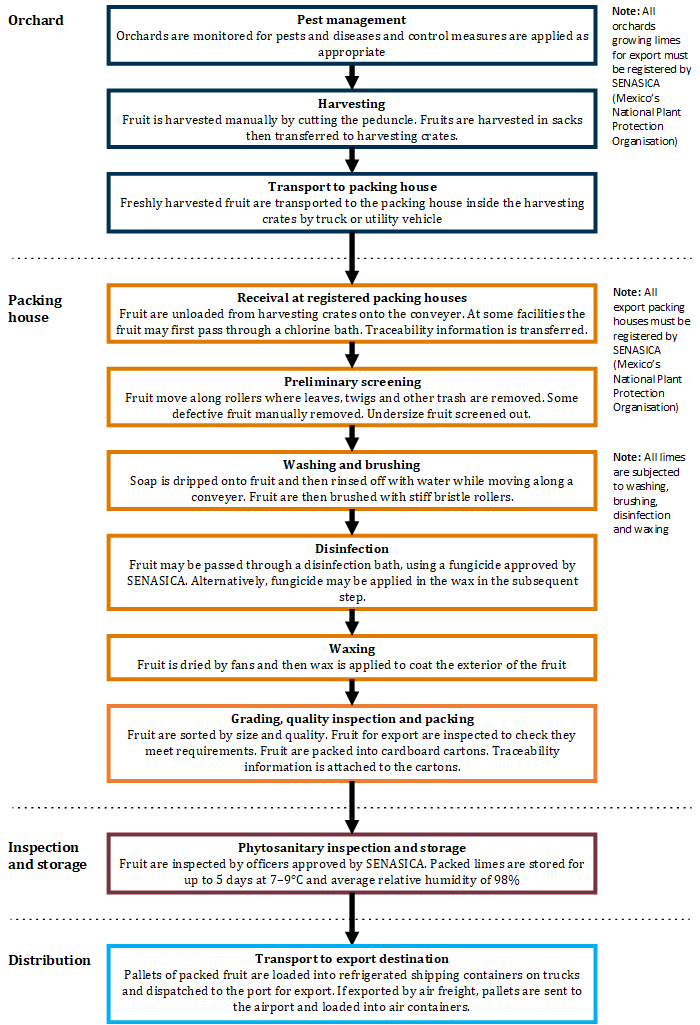 Orchard
Pest management
Orchards are monitored for pests and diseases and control measures are applied as
appropriate
Note: All
orchards
growing limes
for export must
be registered by
SENASICA
(Mexico's
National Plant
Protection
Organisation)
Harvesting
Fruit is harvested manually by cutting the peduncle. Fruits are harvested in sacks
then transferred to harvesting crates.
Transport to packing house
Freshly harvested fruit are transported to the packing house inside the harvesting
crates by truck or utility vehicle
Packing
house
Receival at registered packing houses
Fruit are unloaded from harvesting crates onto the conveyer. At some facilities the
fruit may first pass through a chlorine bath. Traceability information is transferred.
Note: All
export packing
houses must be
registered by
SENASICA
(Mexico's
National Plant
Protection
Organisation)
Preliminary screening
Fruit move along rollers where leaves, twigs and other trash are removed. Some
defective fruit manually removed. Undersize fruit screened out.
Washing and brushing
Soap is dripped onto fruit and then rinsed off with water while moving along a
conveyer. Fruit are then brushed with stiff bristle rollers.
Note: All limes
are subjected
to washing,
brushing,
disinfection
and waxing
Disinfection
Fruit may be passed through a disinfection bath, using a fungicide approved by
SENASICA. Alternatively, fungicide may be applied in the wax in the subsequent
step.
Waxing
Fruit is dried by fans and then wax is applied to coat the exterior of the fruit
Grading, quality inspection and packing
Fruit are sorted by size and quality. Fruit for export are inspected to check they
meet requirements. Fruit are packed into cardboard cartons. Traceability
information is attached to the cartons.
Inspection
and storage
Phytosanitary inspection and storage
Fruit are inspected by officers approved by SENASICA. Packed limes are stored for
up to 5 days at 7–9°C and average relative humidity of 98%
Distribution
Transport to export destination
Pallets of packed fruit are loaded into refrigerated shipping containers on trucks
and dispatched to the port for export. If exported by air freight, pallets are sent to
the airport and loaded into air containers.